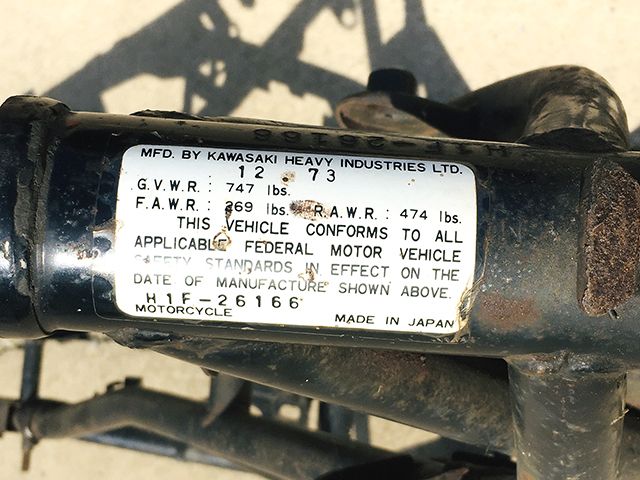 MFD. BY KAWASAKI HEAVY INDUSTRIES LTD.
12 73
G.V.W.R.: 747 lbs.
F.A.W.R.: 269 lbs. R.A.W.R.: 474 lbs.
THIS VEHICLE CONFORMS TO ALL
APPLICABLE FEDERAL MOTOR VEHICLE
SAFETY STANDARDS IN EFFECT ON THE
DATE OF MANUFACTURE SHOWN ABOVE.
H1F-26166
MOTORCYCLE MADE IN JAPAN